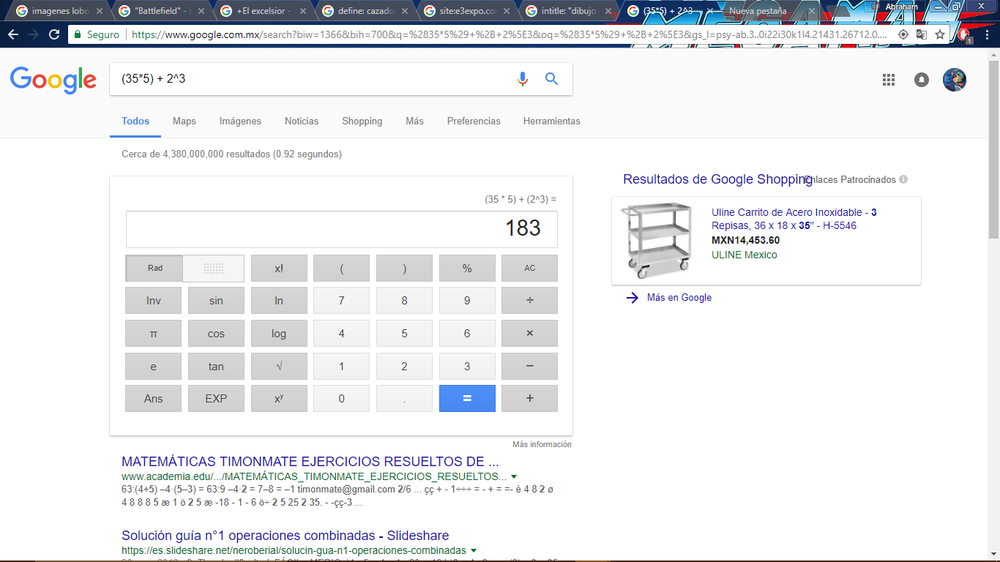 imagenes lobo
"Battlefield" -
+El excelsior -
define: cazado
site:e3expo.co
intitle: "dibujo
(35*5) + 2^3
Nueva pestaña
Abraham
Seguro
https://www.google.com.mx/search?biw=1366&bih=700&q=%2835*5%29+%2B+2%5E3&oq=%2835*5%29+%2B+2%5E3&gs_l=psy-ab.3..0i22i30k1l4.21431.26712.0....
1
Google
(35*5) + 2^3
Todos Maps Imágenes Noticias Shopping Más Preferencias Herramientas
Cerca de 4,380,000,000 resultados (0.92 segundos)
(35 * 5) + (2^3) =
183
Rad x! ( ) % AC
Inv sin ln 7 8 9 ÷
π cos log 4 5 6 ×
e tan √ 1 2 3 −
Ans EXP xʸ 0 . = +
Más información
Resultados de Google Shopping
Enlaces Patrocinados
Uline Carrito de Acero Inoxidable - 3
Repisas, 36 x 18 x 35" - H-5546
MXN14,453.60
ULINE Mexico
Más en Google
MATEMÁTICAS TIMONMATE EJERCICIOS RESUELTOS DE ...
www.academia.edu/.../MATEMÁTICAS_TIMONMATE_EJERCICIOS_RESUELTOS...
63:(4+5) –4·(5–3) = 63:9 –4·2 = 7–8 = –1 timonmate@gmail.com 2/6 ... çç + - 1÷÷÷ = - + = =- è 4 8 2 ø
4 8 8 8 5 æ 1 ö 2 5 æ -18 - 1 - 6 ö÷ 2 5 25 2 35. - -çç-3 ...
Solución guía n°1 operaciones combinadas - Slideshare
https://es.slideshare.net/neroberial/solucin-gua-n1-operaciones-combinadas